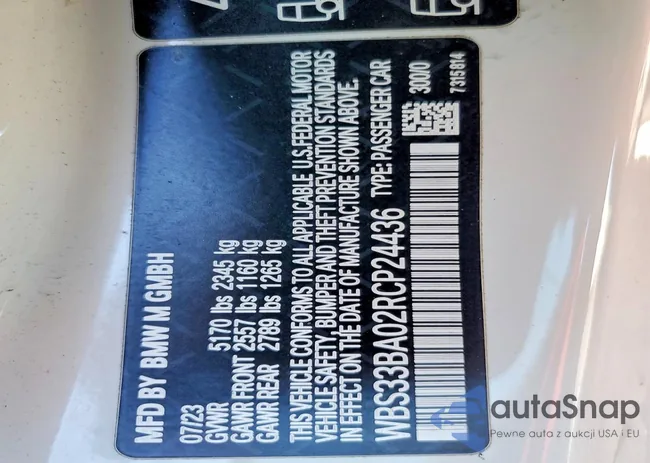 MFD BY BMW M GMBH
07/23
GVWR 5170 lbs 2345 kg
GAWR FRONT 2557 lbs 1160 kg
GAWR REAR 2789 lbs 1265 kg
THIS VEHICLE CONFORMS TO ALL APPLICABLE U.S. FEDERAL MOTOR
VEHICLE SAFETY, BUMPER AND THEFT PREVENTION STANDARDS
IN EFFECT ON THE DATE OF MANUFACTURE SHOWN ABOVE.
WBS33BA02RCP24436 TYPE: PASSENGER CAR
3000
7315814
autaSnap
Pewne auta z aukcji USA i EU